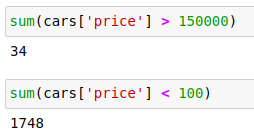 sum(cars['price'] > 150000)
34
sum(cars['price'] < 100)
1748